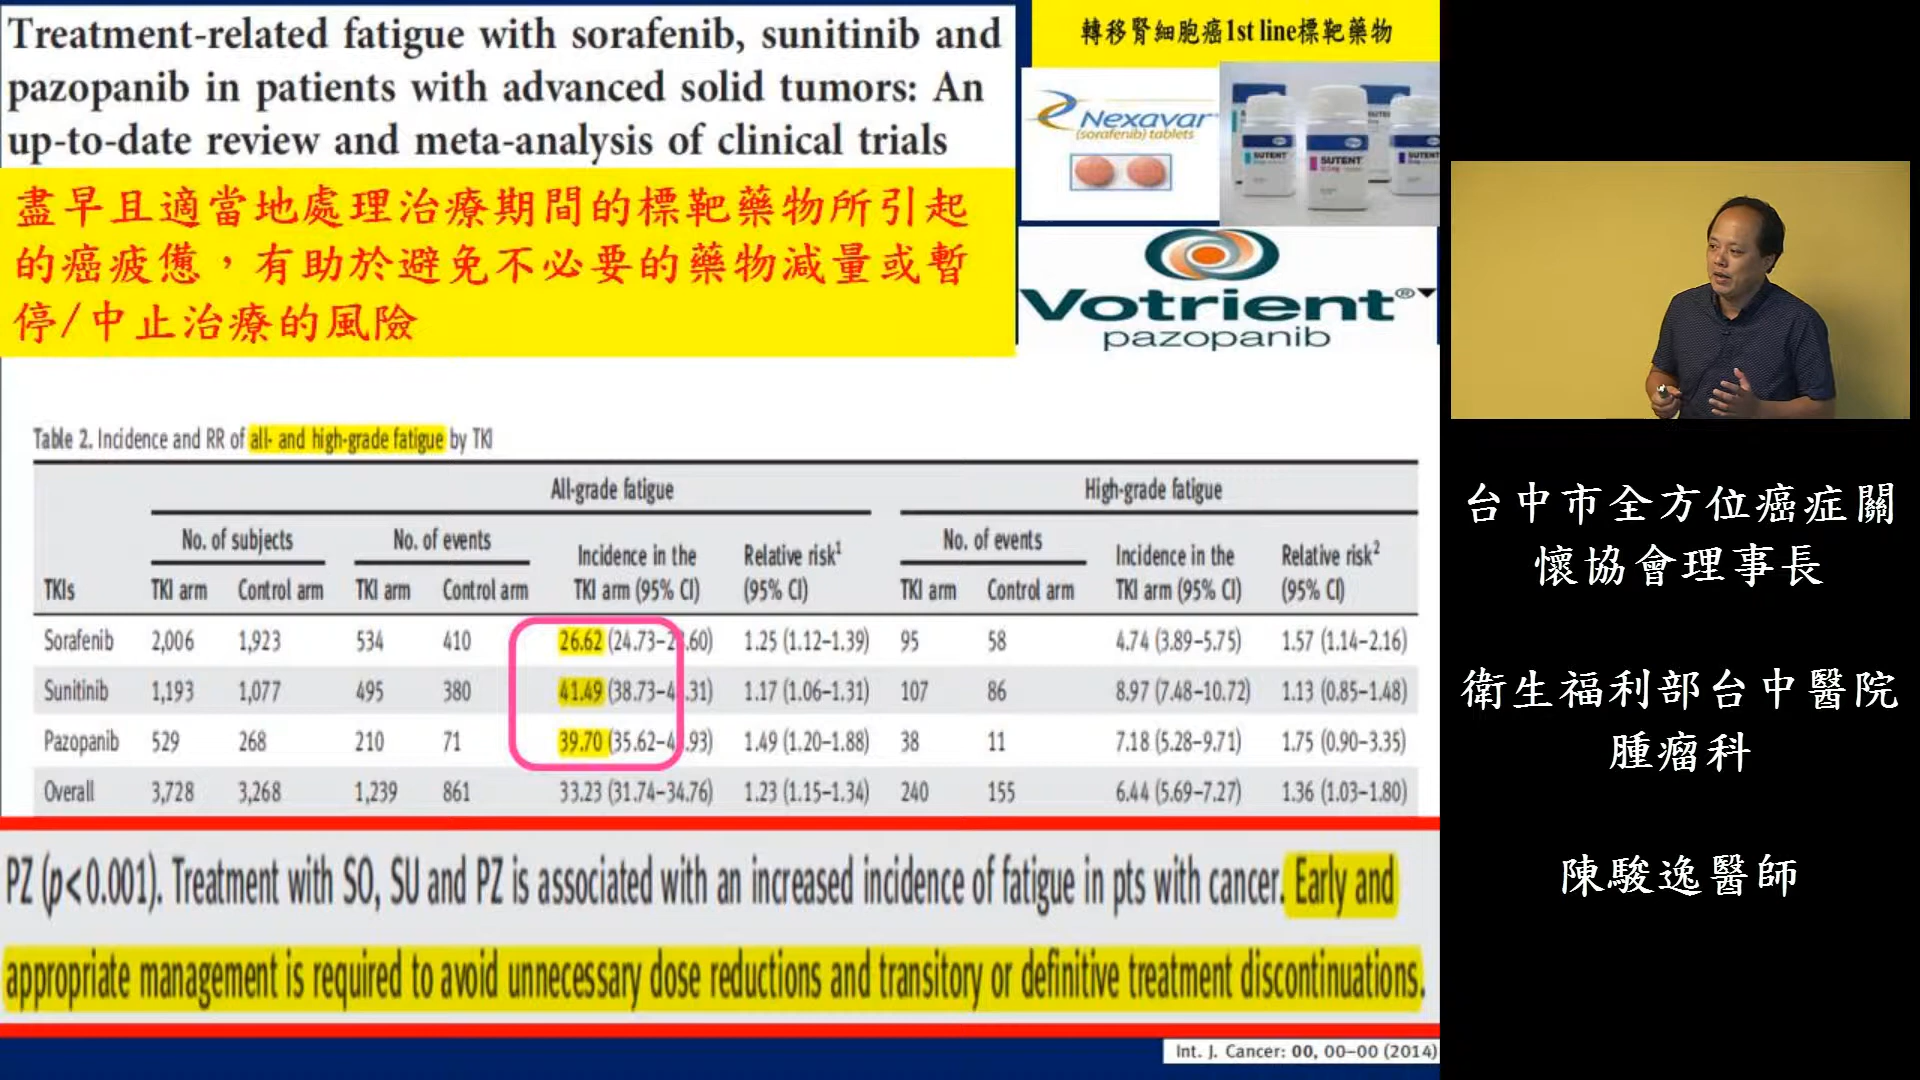 Treatment-related fatigue with sorafenib, sunitinib and
pazopanib in patients with advanced solid tumors: An
up-to-date review and meta-analysis of clinical trials
盡早且適當地處理治療期間的標靶藥物所引起
的癌疲憊，有助於避免不必要的藥物減量或暫
停/中止治療的風險
轉移腎細胞癌1st line標靶藥物
Nexavar
(sorafenib) tablets
SUTENT
SUTENT
SUTENT
Votrient®
pazopanib
Table 2. Incidence and RR of all- and high-grade fatigue by TKI
All-grade fatigue High-grade fatigue
No. of subjects No. of events Incidence in the Relative risk¹ No. of events Incidence in the Relative risk²
TKIs TKI arm Control arm TKI arm Control arm TKI arm (95% CI) (95% CI) TKI arm Control arm TKI arm (95% CI) (95% CI)
Sorafenib 2,006 1,923 534 410 26.62 (24.73–2 .60) 1.25 (1.12–1.39) 95 58 4.74 (3.89–5.75) 1.57 (1.14–2.16)
Sunitinib 1,193 1,077 495 380 41.49 (38.73–4 .31) 1.17 (1.06–1.31) 107 86 8.97 (7.48–10.72) 1.13 (0.85–1.48)
Pazopanib 529 268 210 71 39.70 (35.62–4 .93) 1.49 (1.20–1.88) 38 11 7.18 (5.28–9.71) 1.75 (0.90–3.35)
Overall 3,728 3,268 1,239 861 33.23 (31.74–34.76) 1.23 (1.15–1.34) 240 155 6.44 (5.69–7.27) 1.36 (1.03–1.80)
PZ (p<0.001). Treatment with SO, SU and PZ is associated with an increased incidence of fatigue in pts with cancer. Early and
appropriate management is required to avoid unnecessary dose reductions and transitory or definitive treatment discontinuations.
Int. J. Cancer: 00, 00–00 (2014)
台中市全方位癌症關
懷協會理事長
衛生福利部台中醫院
腫瘤科
陳駿逸醫師